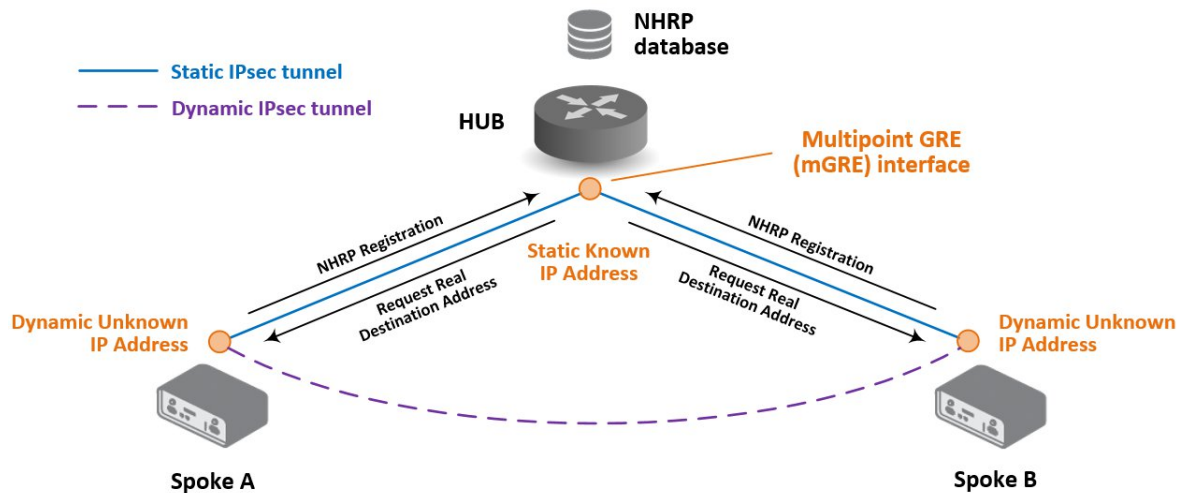 NHRP
database
Static IPsec tunnel
Dynamic IPsec tunnel
HUB
Multipoint GRE
(mGRE) interface
NHRP Registration
NHRP Registration
Static Known
IP Address
Request Real
Destination Address
Request Real
Destination Address
Dynamic Unknown
IP Address
Dynamic Unknown
IP Address
Spoke A
Spoke B